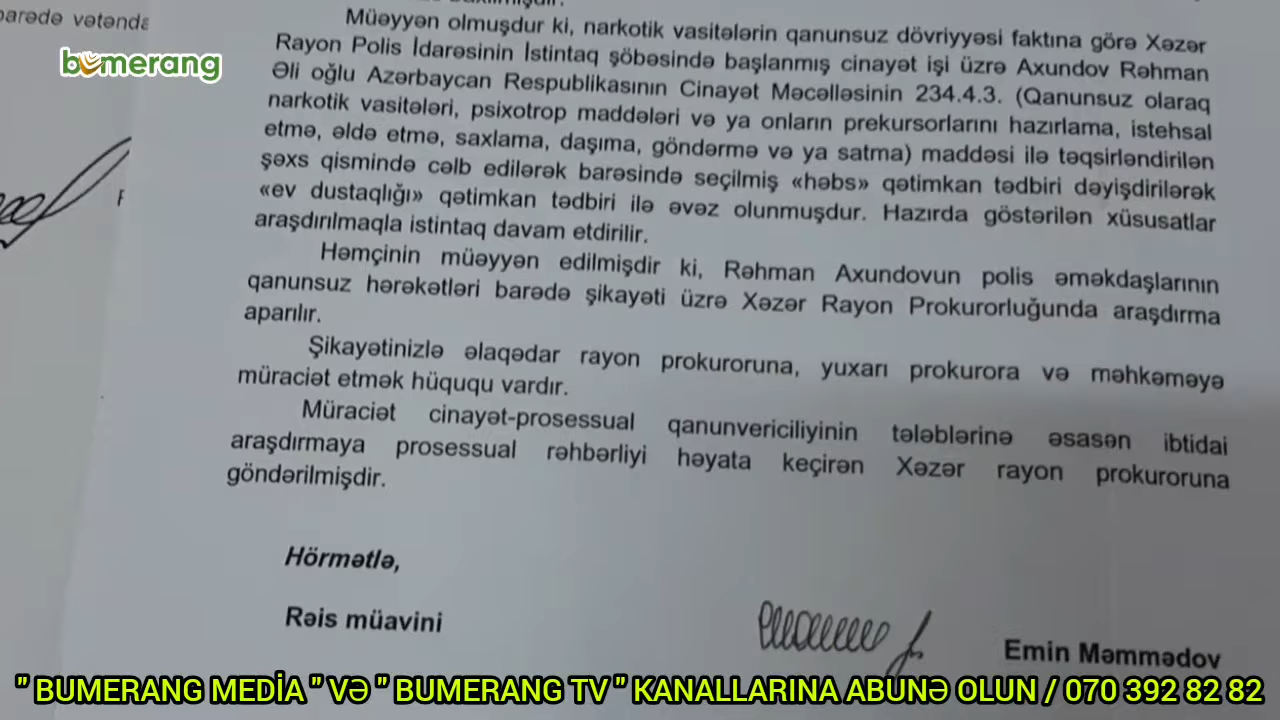 barədə vətənda
bumerang
Müəyyən olmuşdur ki, narkotik vasitələrin qanunsuz dövriyyəsi faktına görə Xəzər
Rayon Polis İdarəsinin İstintaq şöbəsində başlanmış cinayət işi üzrə Axundov Rəhman
Əli oğlu Azərbaycan Respublikasının Cinayət Məcəlləsinin 234.4.3. (Qanunsuz olaraq
narkotik vasitələri, psixotrop maddələri və ya onların prekursorlarını hazırlama, istehsal
etmə, əldə etmə, saxlama, daşıma, göndərmə və ya satma) maddəsi ilə təqsirləndirilən
şəxs qismində cəlb edilərək barəsində seçilmiş «həbs» qətimkan tədbiri dəyişdirilərək
«ev dustaqlığı» qətimkan tədbiri ilə əvəz olunmuşdur. Hazırda göstərilən xüsusatlar
araşdırılmaqla istintaq davam etdirilir.
Həmçinin müəyyən edilmişdir ki, Rəhman Axundovun polis əməkdaşlarının
qanunsuz hərəkətləri barədə şikayəti üzrə Xəzər Rayon Prokurorluğunda araşdırma
aparılır.
Şikayətinizlə əlaqədar rayon prokuroruna, yuxarı prokurora və məhkəməyə
müraciət etmək hüququ vardır.
Müraciət cinayət-prosessual qanunvericiliyinin tələblərinə əsasən ibtidai
araşdırmaya prosessual rəhbərliyi həyata keçirən Xəzər rayon prokuroruna
göndərilmişdir.
Hörmətlə,
Rəis müavini
Emin Məmmədov
" BUMERANG MEDİA " VƏ " BUMERANG TV " KANALLARINA ABUNƏ OLUN / 070 392 82 82